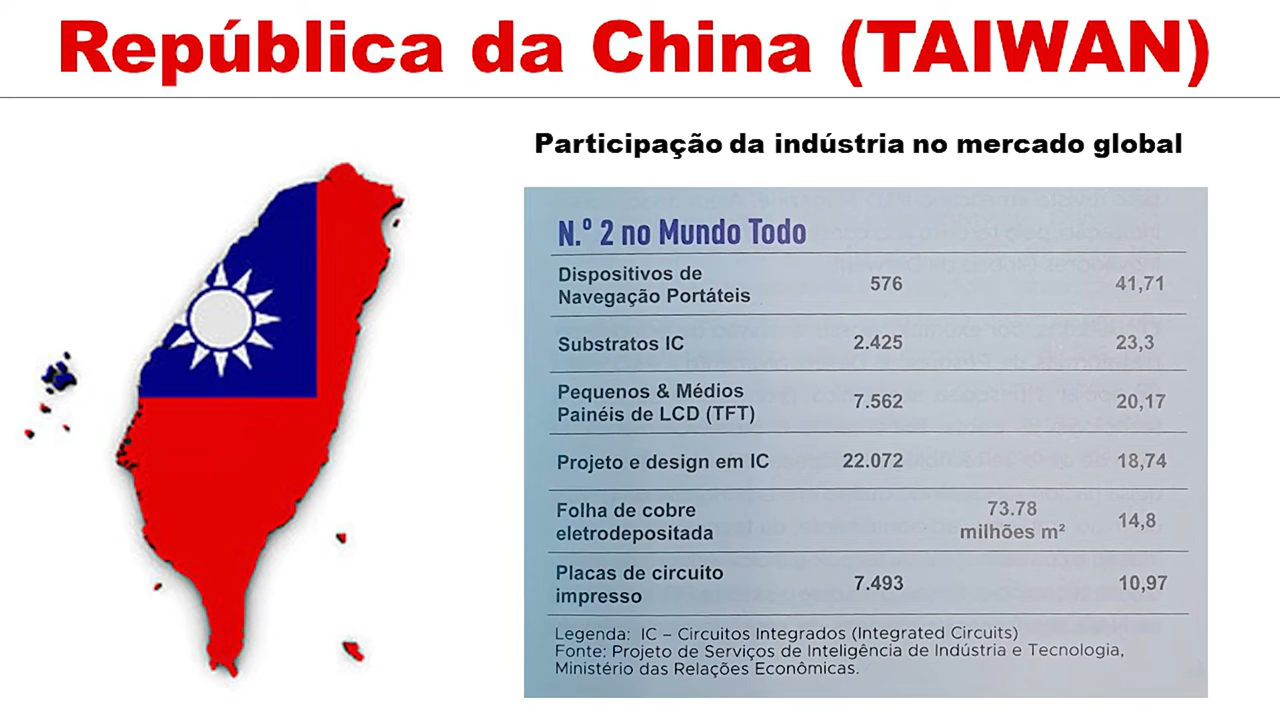 República da China (TAIWAN)
Participação da indústria no mercado global
N.º 2 no Mundo Todo
Dispositivos de
Navegação Portáteis 576 41,71
Substratos IC 2.425 23,3
Pequenos & Médios
Painéis de LCD (TFT) 7.562 20,17
Projeto e design em IC 22.072 18,74
Folha de cobre 73.78
eletrodepositada milhões m² 14,8
Placas de circuito
impresso 7.493 10,97
Legenda: IC – Circuitos Integrados (Integrated Circuits)
Fonte: Projeto de Serviços de Inteligência de Indústria e Tecnologia,
Ministério das Relações Econômicas.